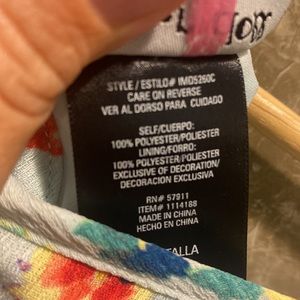 STYLE / ESTILO# IMD5260C
CARE ON REVERSE
VER AL DORSO PARA CUIDADO
SELF/CUERPO:
100% POLYESTER/POLIESTER
LINING/FORRO:
100% POLYESTER/POLIESTER
EXCLUSIVE OF DECORATION/
DECORACION EXCLUSIVA
RN# 57911
ITEM# 1114188
MADE IN CHINA
HECHO EN CHINA
TALLA